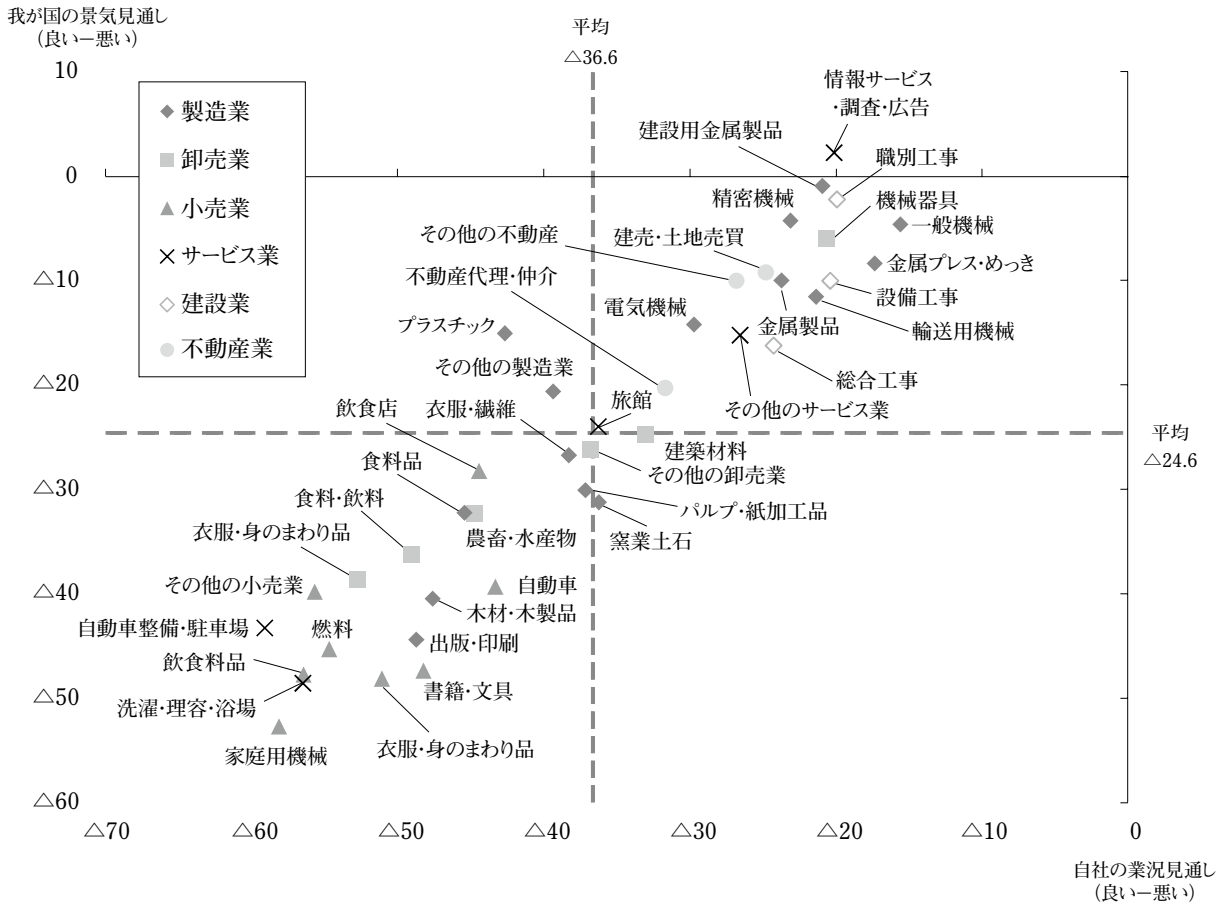 我が国の景気見通し
(良い－悪い)
平均
△36.6
10
0
△10
△20
△30
△40
△50
△60
製造業
卸売業
小売業
サービス業
建設業
不動産業
情報サービス
・調査・広告
建設用金属製品
職別工事
精密機械
機械器具
一般機械
その他の不動産
建売・土地売買
金属プレス・めっき
不動産代理・仲介
設備工事
電気機械
金属製品
輸送用機械
プラスチック
その他の製造業
総合工事
飲食店
衣服・繊維
旅館
その他のサービス業
平均
△24.6
建築材料
食料品
その他の卸売業
食料・飲料
パルプ・紙加工品
衣服・身のまわり品
農畜・水産物
窯業土石
その他の小売業
自動車
木材・木製品
自動車整備・駐車場
燃料
出版・印刷
飲食料品
書籍・文具
洗濯・理容・浴場
衣服・身のまわり品
家庭用機械
△70
△60
△50
△40
△30
△20
△10
0
自社の業況見通し
(良い－悪い)